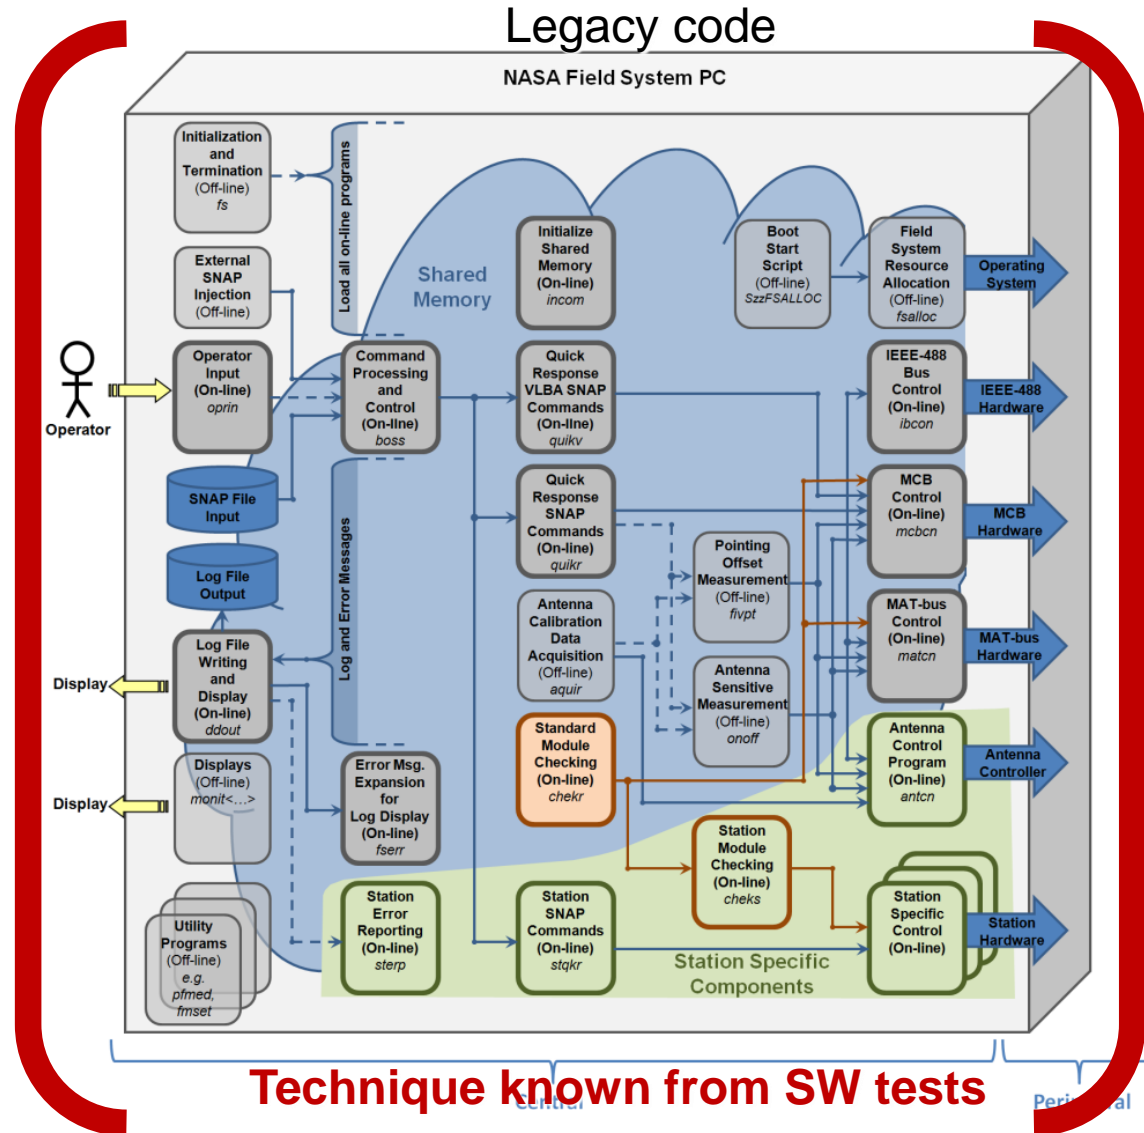 Legacy code
NASA Field System PC
Initialization
and
Termination
(Off-line)
fs
Load all on-line programs
External
SNAP
Injection
(Off-line)
Shared
Memory
Initialize
Shared
Memory
(On-line)
incom
Boot
Start
Script
(Off-line)
SzzFSALLOC
Field
System
Resource
Allocation
(Off-line)
fsalloc
Operating
System
Operator
Operator
Input
(On-line)
oprin
Command
Processing
and
Control
(On-line)
boss
Quick
Response
VLBA SNAP
Commands
(On-line)
quikv
IEEE-488
Bus
Control
(On-line)
ibcon
IEEE-488
Hardware
SNAP File
Input
Log File
Output
Log and Error Messages
Quick
Response
SNAP
Commands
(On-line)
quikr
MCB
Control
(On-line)
mcbcn
MCB
Hardware
Pointing
Offset
Measurement
(Off-line)
fivpt
Antenna
Calibration
Data
Acquisition
(Off-line)
aquir
MAT-bus
Control
(On-line)
matcn
MAT-bus
Hardware
Display
Log File
Writing
and
Display
(On-line)
ddout
Antenna
Sensitive
Measurement
(Off-line)
onoff
Standard
Module
Checking
(On-line)
chekr
Antenna
Control
Program
(On-line)
antcn
Antenna
Controller
Display
Displays
(Off-line)
monit<...>
Error Msg.
Expansion
for
Log Display
(On-line)
fserr
Station
Module
Checking
(On-line)
cheks
Utility
Programs
(Off-line)
e.g.
pfmed,
fmset
Station
Error
Reporting
(On-line)
sterp
Station
SNAP
Commands
(On-line)
stqkr
Station
Specific
Control
(On-line)
Station
Hardware
Station Specific
Components
Technique known from SW tests
Central
Peripheral